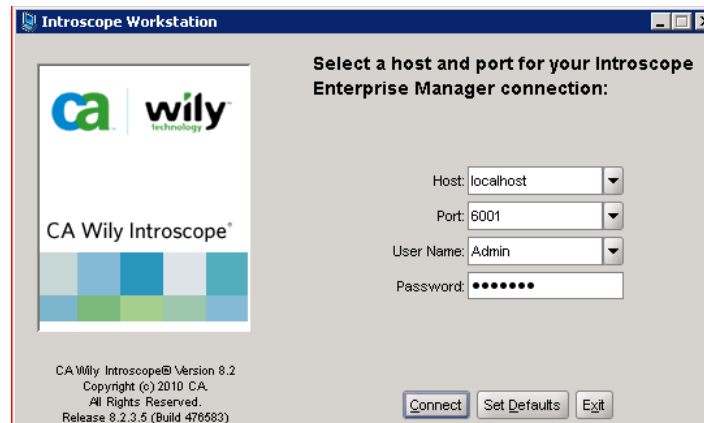 Introscope Workstation
Select a host and port for your Introscope
Enterprise Manager connection:
ca wily
technology
CA Wily Introscope®
Host: localhost
Port: 6001
User Name: Admin
Password: •••••••
CA Wily Introscope® Version 8.2
Copyright (c) 2010 CA.
All Rights Reserved.
Release 8.2.3.5 (Build 476583)
Connect Set Defaults Exit